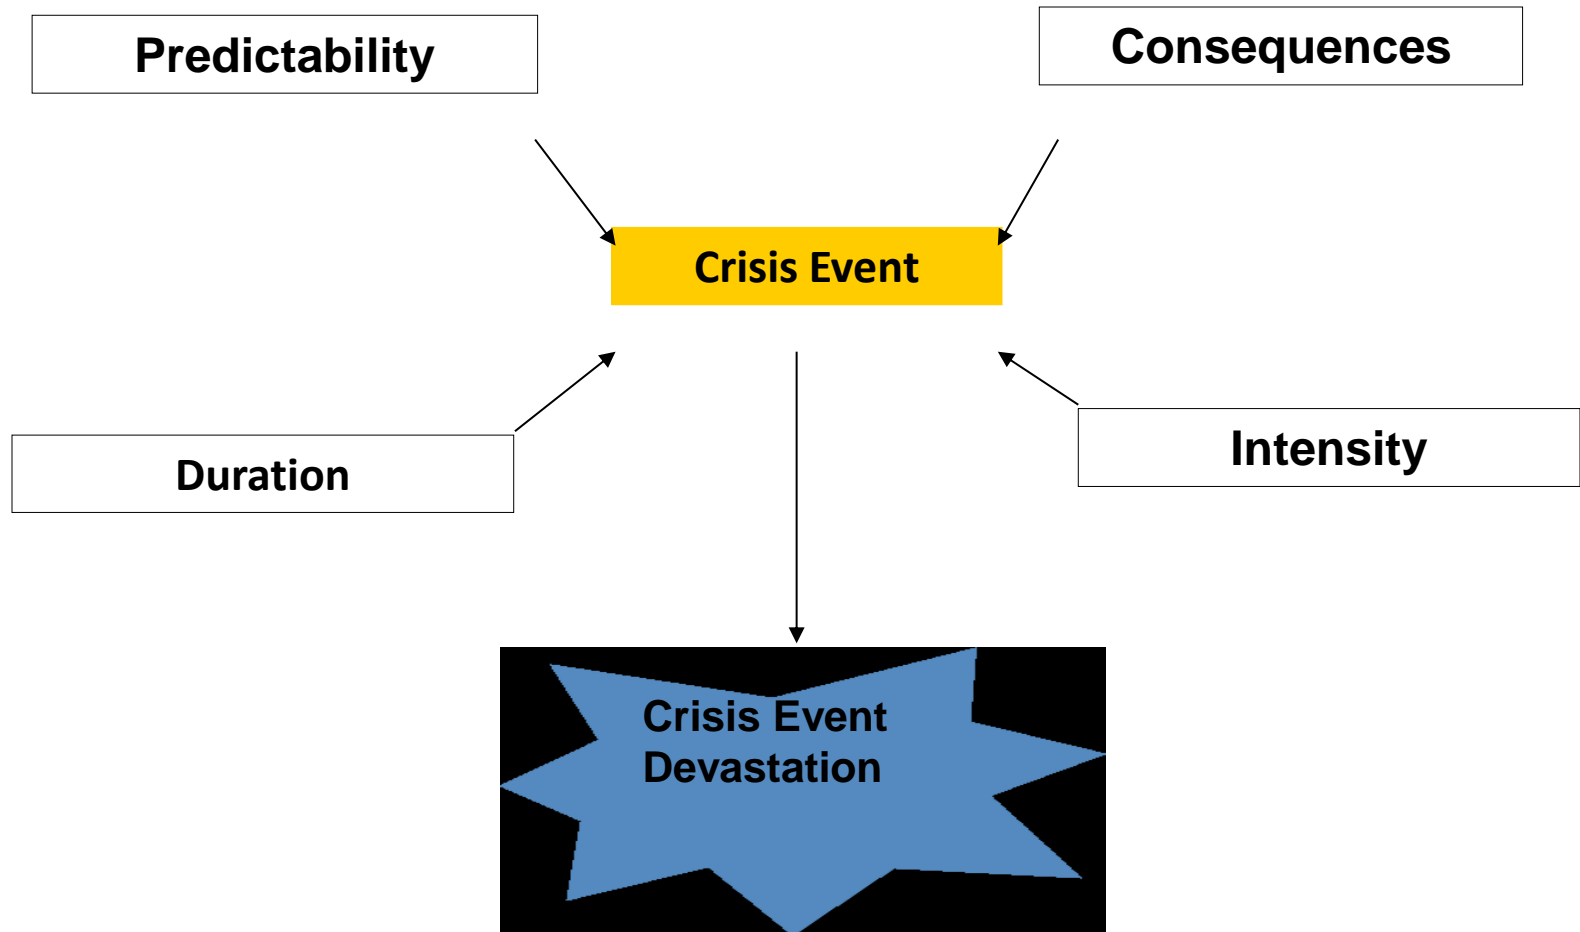 Predictability
Consequences
Crisis Event
Duration
Intensity
Crisis Event
Devastation